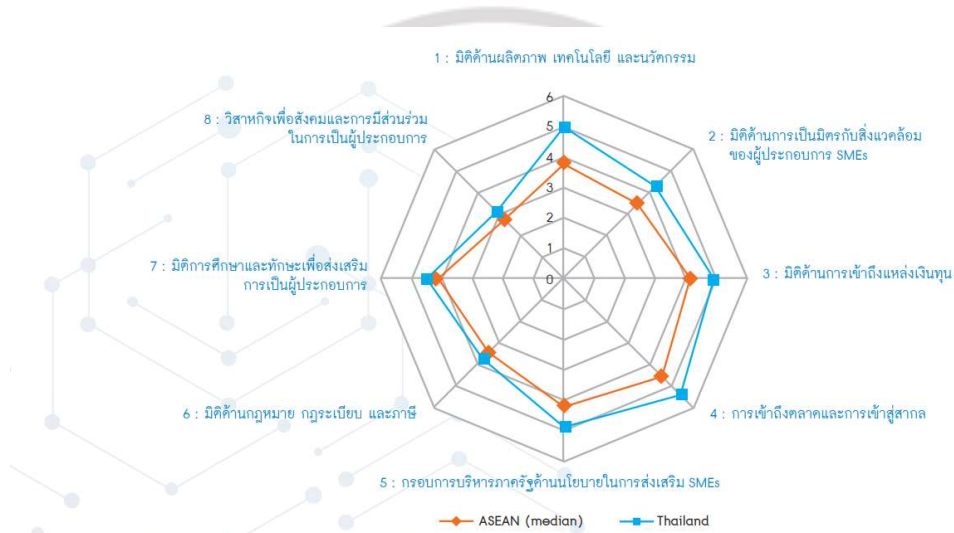 1 : มิติด้านผลิตภาพ เทคโนโลยี และนวัตกรรม
2 : มิติด้านการเป็นมิตรกับสิ่งแวดล้อม
ของผู้ประกอบการ SMEs
3 : มิติด้านการเข้าถึงแหล่งเงินทุน
4 : การเข้าถึงตลาดและการเข้าสู่สากล
5 : กรอบการบริหารภาครัฐด้านนโยบายในการส่งเสริม SMEs
6 : มิติด้านกฎหมาย กฎระเบียบ และภาษี
7 : มิติการศึกษาและทักษะเพื่อส่งเสริม
การเป็นผู้ประกอบการ
8 : วิสาหกิจเพื่อสังคมและการมีส่วนร่วม
ในการเป็นผู้ประกอบการ
6
5
4
3
2
1
0
ASEAN (median)
Thailand